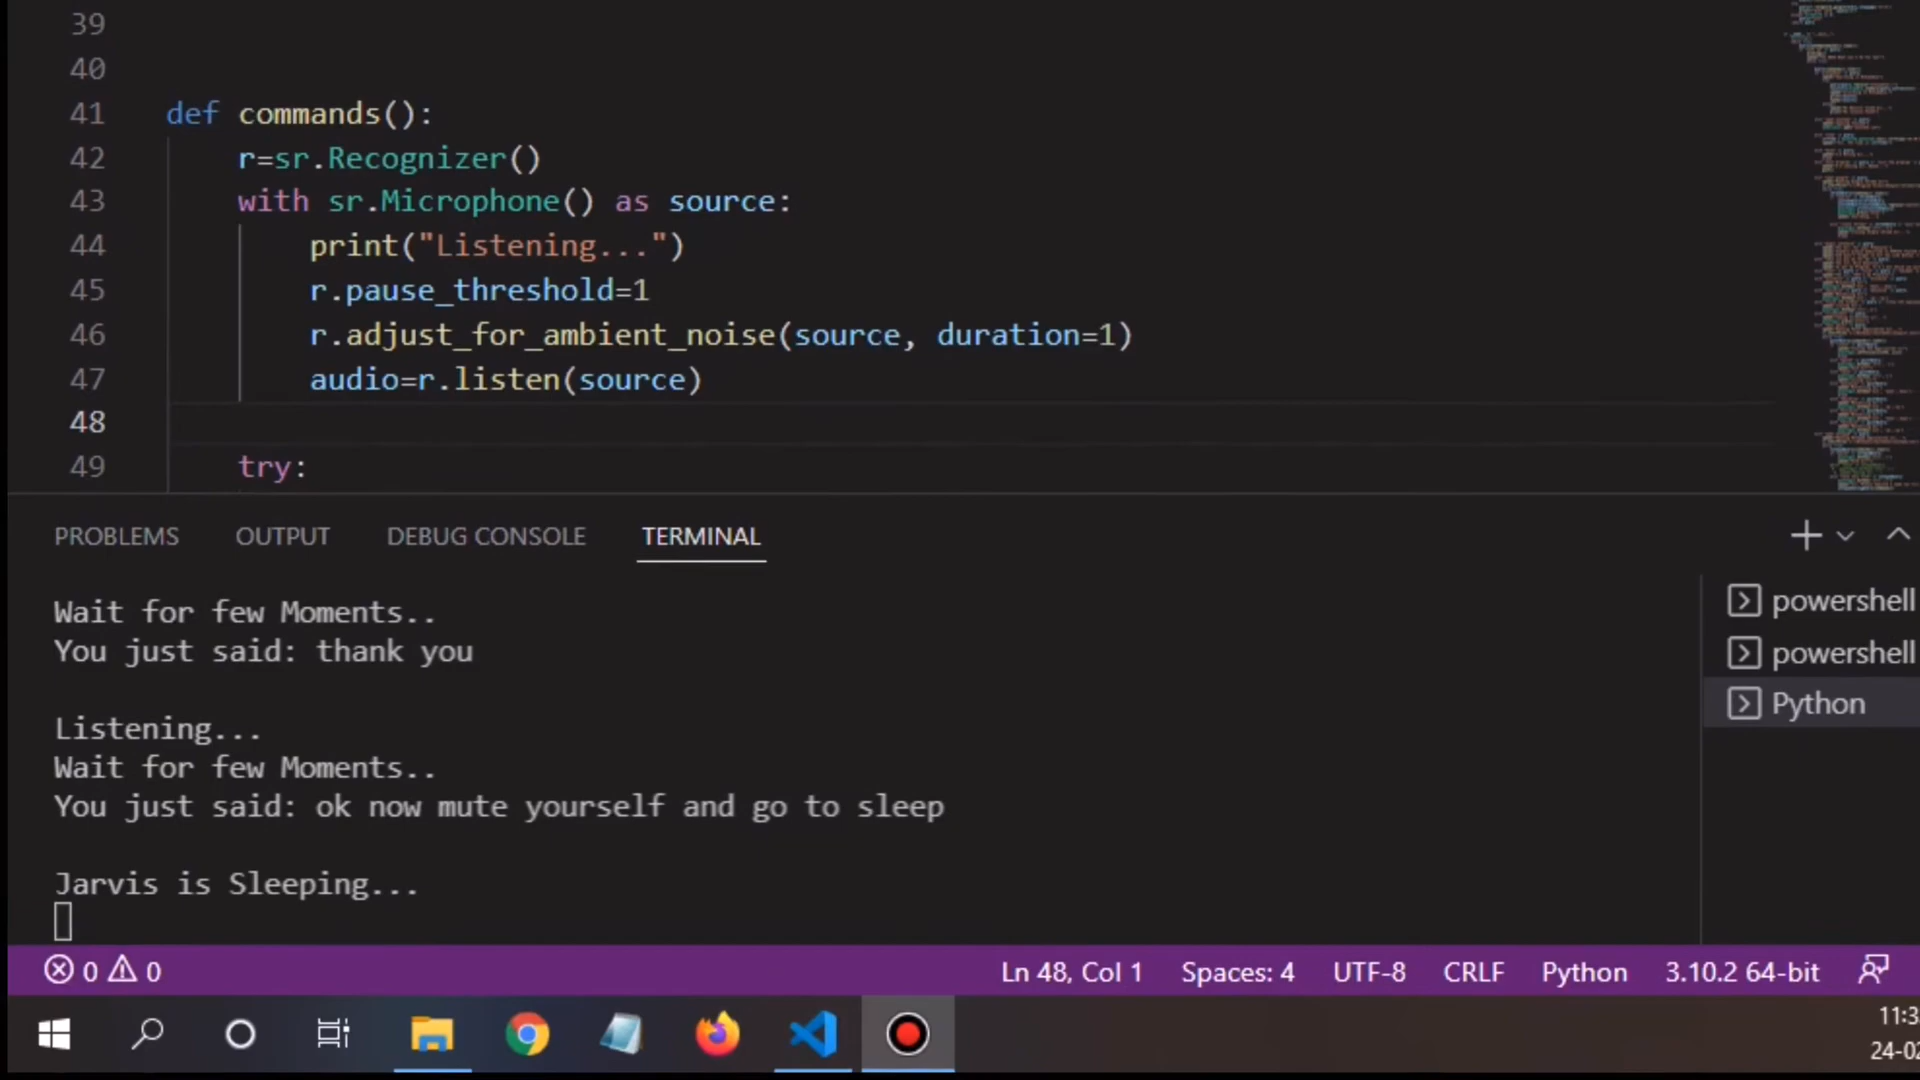 39
40
41 def commands():
42 r=sr.Recognizer()
43 with sr.Microphone() as source:
44 print("Listening...")
45 r.pause_threshold=1
46 r.adjust_for_ambient_noise(source, duration=1)
47 audio=r.listen(source)
48
49 try:
PROBLEMS OUTPUT DEBUG CONSOLE TERMINAL
Wait for few Moments..
You just said: thank you
Listening...
Wait for few Moments..
You just said: ok now mute yourself and go to sleep
Jarvis is Sleeping...
powershell
powershell
Python
0 0 Ln 48, Col 1 Spaces: 4 UTF-8 CRLF Python 3.10.2 64-bit
11:3
24-02